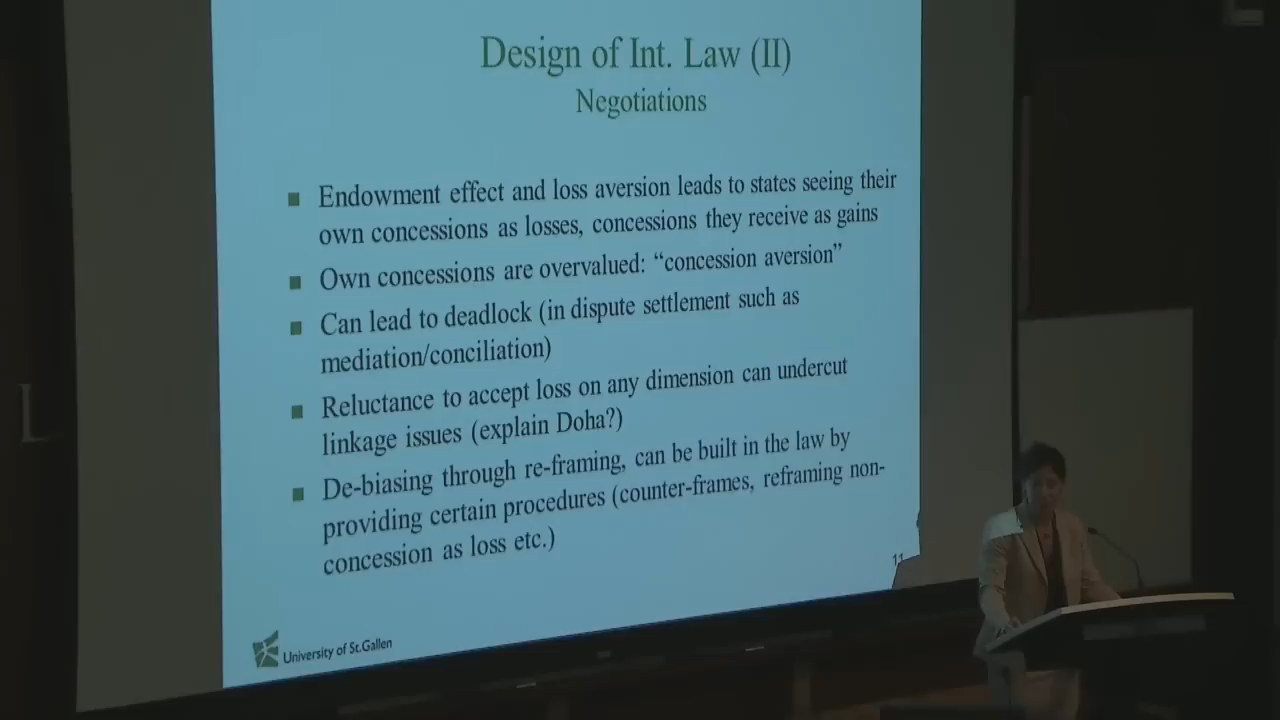 Design of Int. Law (II)
Negotiations
Endowment effect and loss aversion leads to states seeing their
own concessions as losses, concessions they receive as gains
Own concessions are overvalued: “concession aversion”
Can lead to deadlock (in dispute settlement such as
mediation/conciliation)
Reluctance to accept loss on any dimension can undercut
linkage issues (explain Doha?)
De-biasing through re-framing, can be built in the law by
providing certain procedures (counter-frames, reframing non-
concession as loss etc.)
11
University of St.Gallen